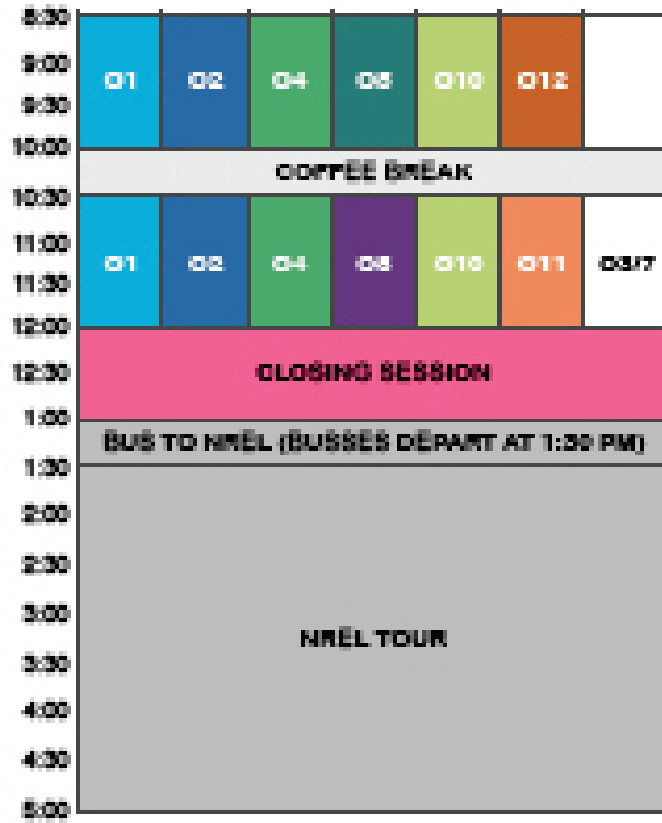 8:30
9:00 O1 O2 O4 O10 O12
9:30
10:00
COFFEE BREAK
10:30
11:00
11:30 O1 O2 O4 O10 O11 O3/7
12:00
12:30 CLOSING SESSION
1:00
BUS TO NREL (BUSSES DEPART AT 1:30 PM)
1:30
2:00
2:30
3:00
NREL TOUR
3:30
4:00
4:30
5:00